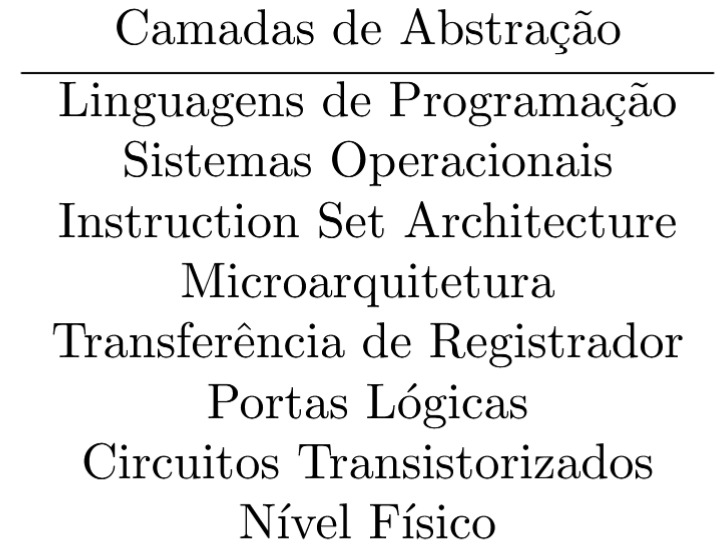 Camadas de Abstração
Linguagens de Programação
Sistemas Operacionais
Instruction Set Architecture
Microarquitetura
Transferência de Registrador
Portas Lógicas
Circuitos Transistorizados
Nível Físico